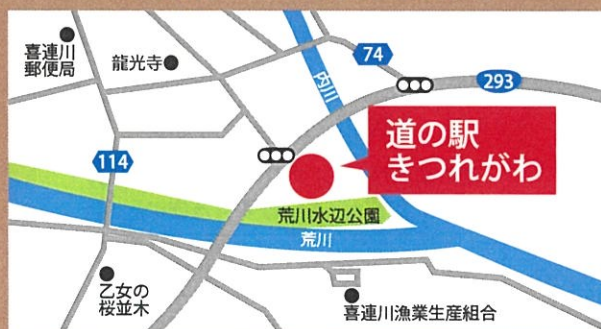 喜連川
郵便局
龍光寺
74
293
内川
道の駅
きつれがわ
114
荒川水辺公園
荒川
乙女の
桜並木
喜連川漁業生産組合